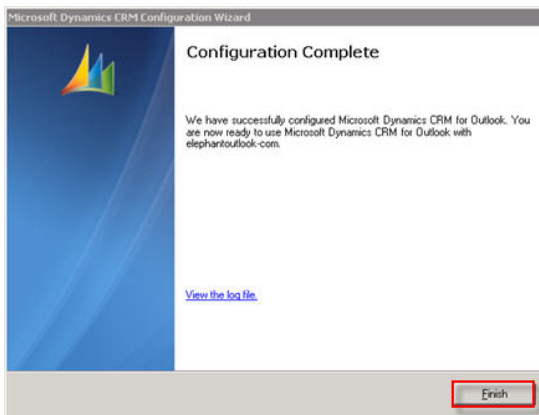 Microsoft Dynamics CRM Configuration Wizard
Configuration Complete
We have successfully configured Microsoft Dynamics CRM for Outlook. You
are now ready to use Microsoft Dynamics CRM for Outlook with
elephantoutlook-com.
View the log file.
Finish